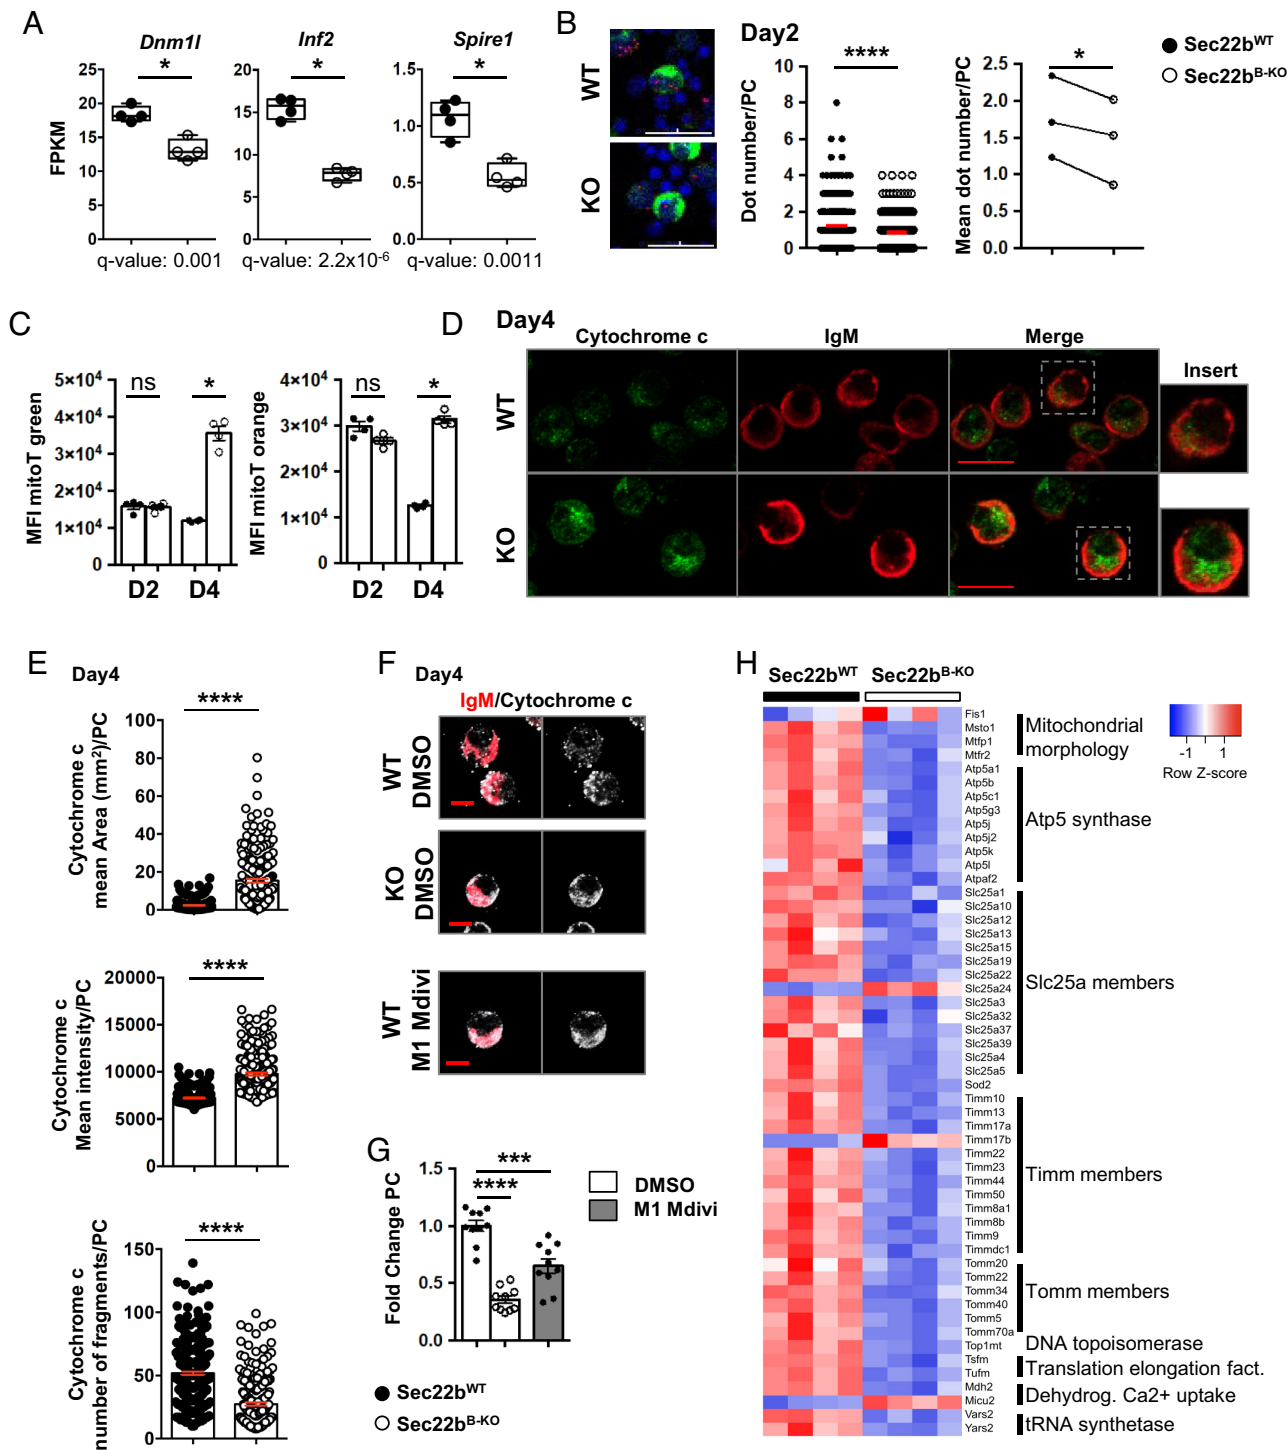 A
Dnm1l
Inf2
Spire1
FPKM
25
20
15
10
5
0
*
q-value: 0.001
20
15
10
5
0
*
q-value: 2.2x10-6
1.5
1.0
0.5
0.0
*
q-value: 0.0011
B
WT
KO
Day2
Dot number/PC
10
8
6
4
2
0
****
Mean dot number/PC
2.5
2.0
1.5
1.0
0.5
0.0
*
Sec22bWT
Sec22bB-KO
C
MFI mitoT green
5×10⁴
4×10⁴
3×10⁴
2×10⁴
1×10⁴
0
ns
*
D2
D4
MFI mitoT orange
4×10⁴
3×10⁴
2×10⁴
1×10⁴
0
ns
*
D2
D4
D
Day4
Cytochrome c
IgM
Merge
Insert
WT
KO
E
Day4
Cytochrome c
mean Area (mm²)/PC
100
80
60
40
20
0
****
Cytochrome c
Mean intensity/PC
20000
15000
10000
5000
0
****
Cytochrome c
number of fragments/PC
150
100
50
0
****
F
Day4
IgM/Cytochrome c
WT
DMSO
KO
DMSO
WT
M1 Mdivi
G
Fold Change PC
1.5
1.0
0.5
0.0
***
****
DMSO
M1 Mdivi
Sec22bWT
Sec22bB-KO
H
Sec22bWT
Sec22bB-KO
Fis1
Msto1
Mtfp1
Mtfr2
Atp5a1
Atp5b
Atp5c1
Atp5g3
Atp5j
Atp5j2
Atp5k
Atp5l
Atpaf2
Slc25a1
Slc25a10
Slc25a12
Slc25a13
Slc25a15
Slc25a19
Slc25a22
Slc25a24
Slc25a3
Slc25a32
Slc25a37
Slc25a39
Slc25a4
Slc25a5
Sod2
Timm10
Timm13
Timm17a
Timm17b
Timm22
Timm23
Timm44
Timm50
Timm8a1
Timm8b
Timm9
Timmdc1
Tomm20
Tomm22
Tomm34
Tomm40
Tomm5
Tomm70a
Top1mt
Tsfm
Tufm
Mdh2
Micu2
Vars2
Yars2
Mitochondrial
morphology
Atp5 synthase
Slc25a members
Timm members
Tomm members
DNA topoisomerase
Translation elongation fact.
Dehydrog. Ca2+ uptake
tRNA synthetase
-1
1
Row Z-score